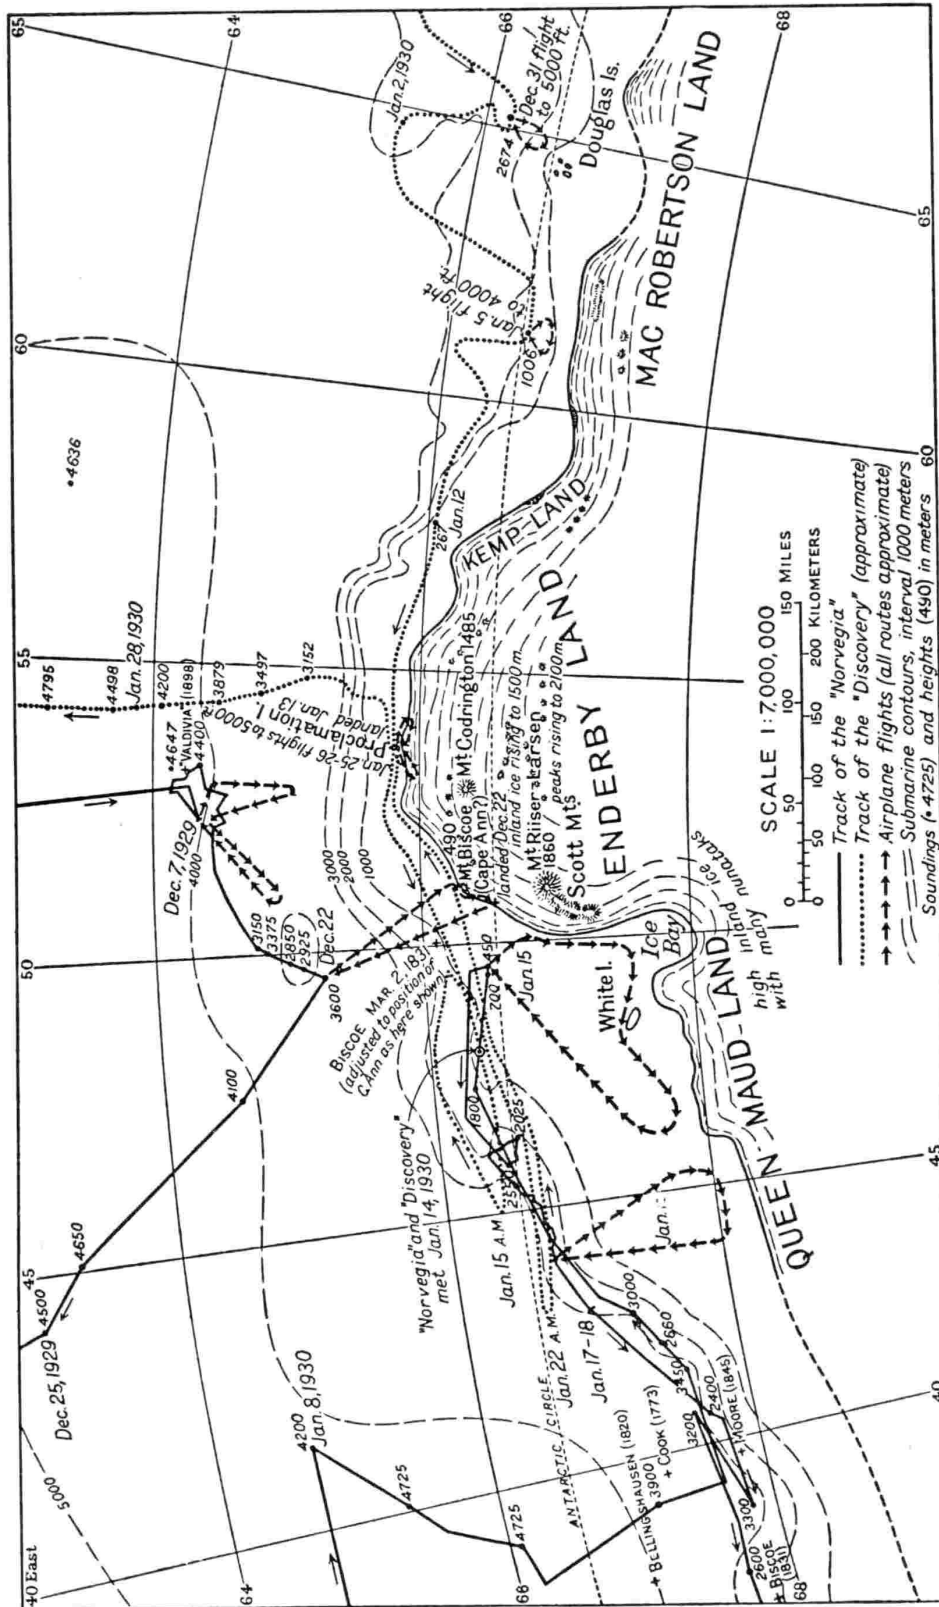 40 East
45
50
55
60
65
64
66
68
64
66
68
40
45
60
65
5000
Dec. 25, 1929
4500
4650
4100
4200
Jan. 8, 1930
4725
4725
Dec. 7, 1929
4000
4647
VALDIVIA (1898)
4400
3150
3375
2850
2925
Dec. 22
3600
4795
4498
Jan. 28, 1930
4200
3879
3497
3152
Jan. 25-26 flights to 5000 ft.
Proclamation I.
landed Jan. 13
4636
3000
2000
1000
BISCOE MAR. 2, 1831
(adjusted to position of
C. Ann as here shown)
"Norvegia" and "Discovery"
met Jan. 14, 1930
490
Mt. Biscoe
Mt. Codrington 1485
(Cape Ann?)
landed Dec. 22
inland ice rising to 1500m
Mt. Riiser-Larsen
1860
peaks rising to 2100m
Scott Mts
ENDERBY LAND
KEMP LAND
MAC ROBERTSON LAND
QUEEN MAUD LAND
267
Jan. 12
Jan. 5 flight
to 4000 ft.
1006
Jan. 2, 1930
2674
Dec. 31 flight
to 5000 ft.
Douglas Is.
450
700
Jan. 15
1800
2025
2550
Jan. 15 A.M.
Jan. 22 A.M.
Jan. 17-18
ANTARCTIC CIRCLE
White I.
Ice
Bay
high inland ice
with many nunataks
3000
2660
3450
2400
3200
3300
2600
+ BELLINGSHAUSEN (1820)
3900
+ COOK (1773)
+ MOORE (1845)
+ BISCOE
(1831)
68
SCALE 1:7,000,000
0 50 100 150 MILES
0 50 100 150 200 KILOMETERS
Track of the "Norvegia"
Track of the "Discovery" (approximate)
Airplane flights (all routes approximate)
Submarine contours, interval 1000 meters
Soundings (• 4725) and heights (490) in meters